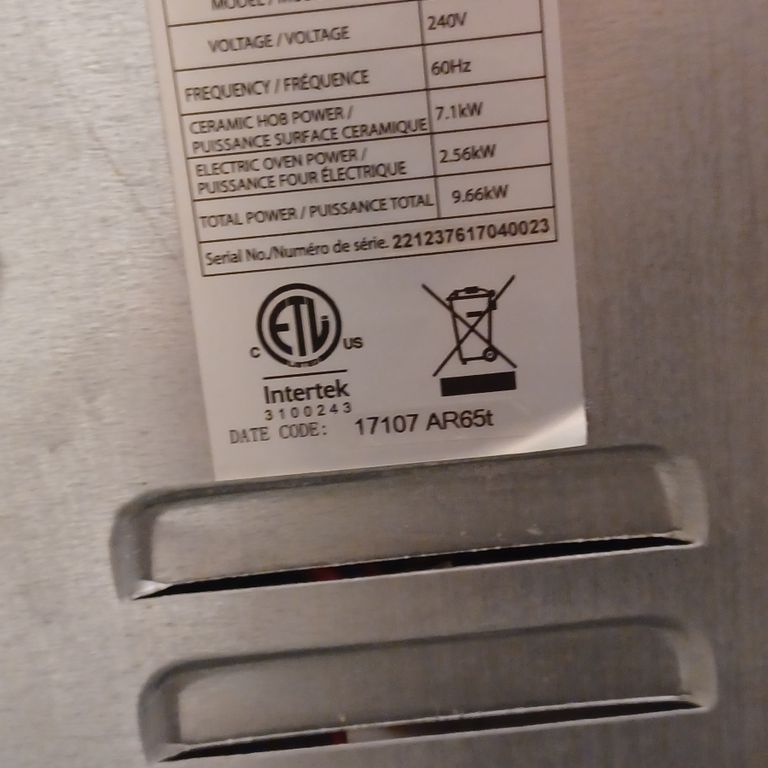 MODEL /
VOLTAGE / VOLTAGE 240V
FREQUENCY / FRÉQUENCE 60Hz
CERAMIC HOB POWER / PUISSANCE SURFACE CERAMIQUE 7.1kW
ELECTRIC OVEN POWER / PUISSANCE FOUR ÉLECTRIQUE 2.56kW
TOTAL POWER / PUISSANCE TOTAL 9.66kW
Serial No./Numéro de série. 221237617040023
ETL
C US
Intertek
3100243
DATE CODE: 17107 AR65t